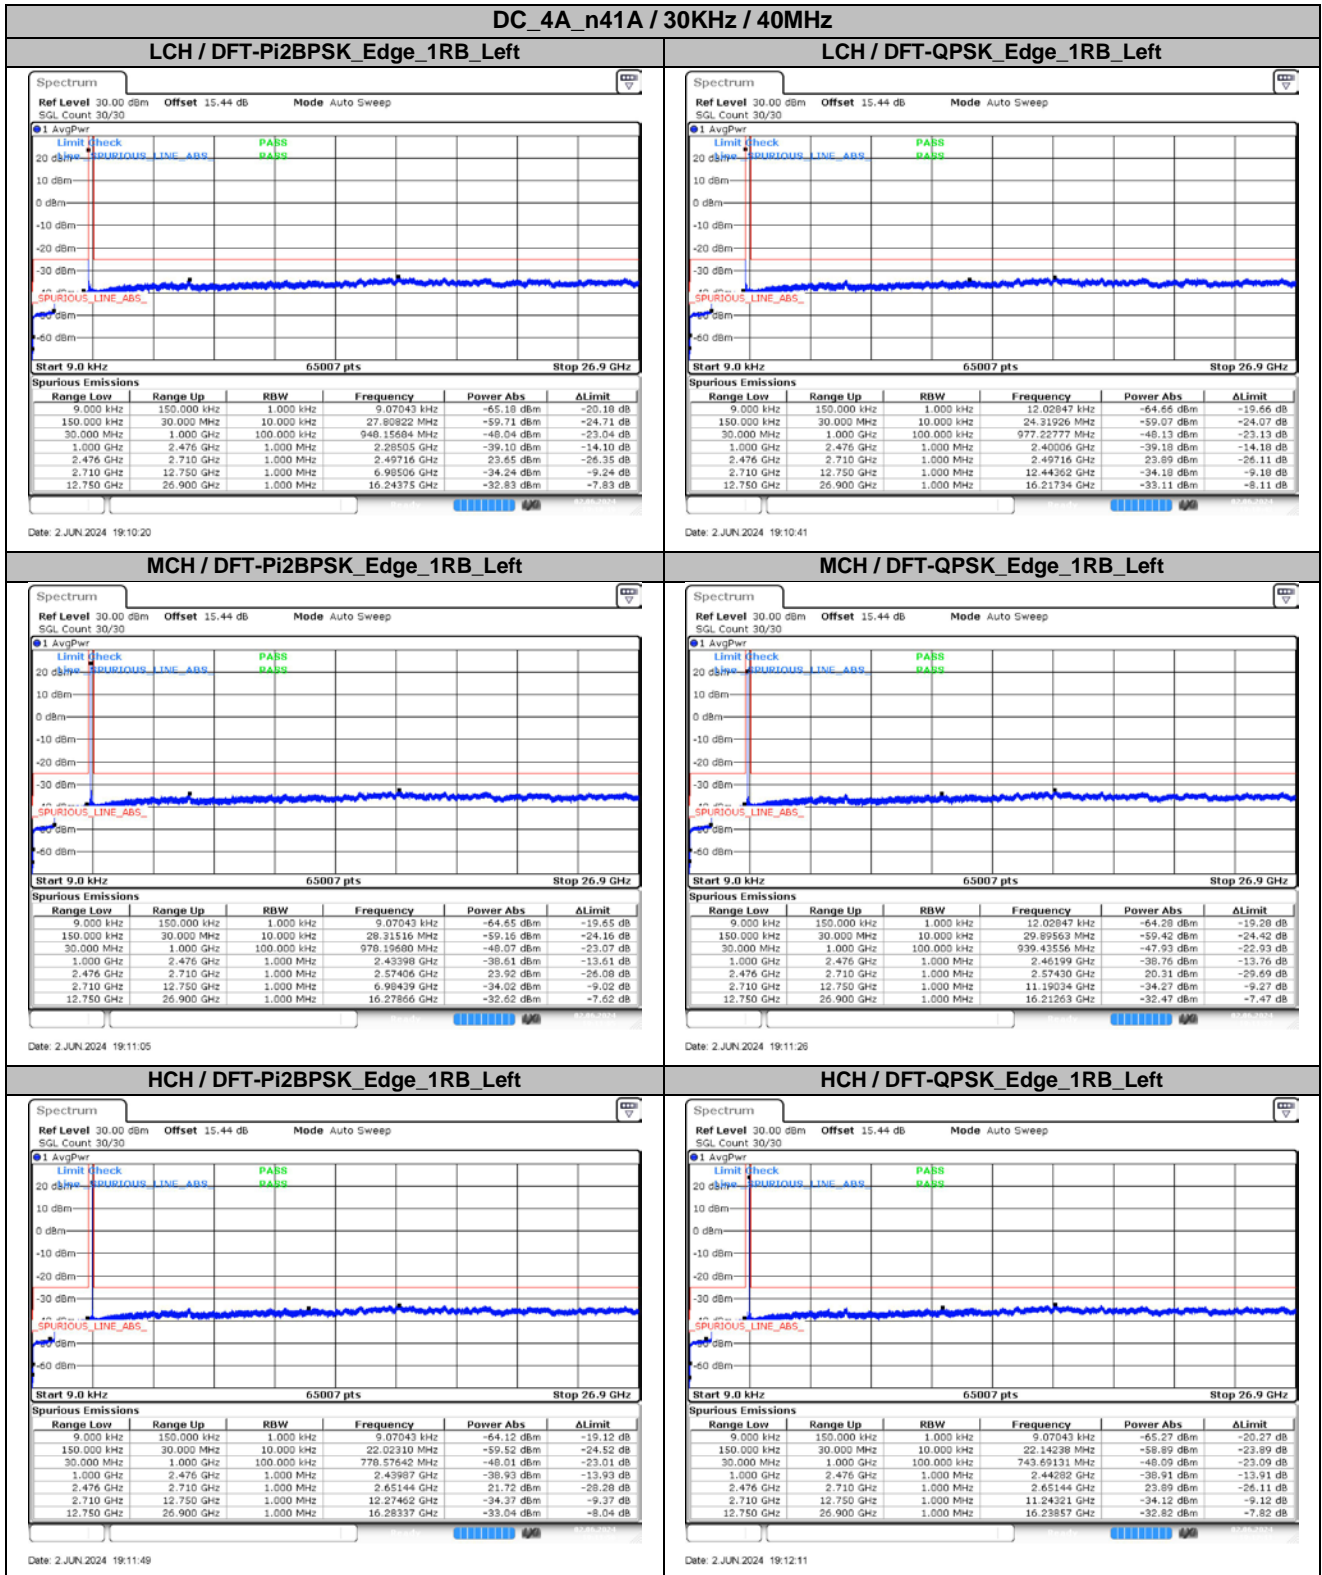 DC_4A_n41A / 30KHz / 40MHz
LCH / DFT-Pi2BPSK_Edge_1RB_Left
Spectrum
Ref Level 30.00 dBm Offset 15.44 dB Mode Auto Sweep
SGL Count 30/30
1 AvgPwr
Limit Check PASS
Line _SPURIOUS_LINE_ABS_ PASS
20 dBm
10 dBm
0 dBm
-10 dBm
-20 dBm
-30 dBm
-40 dBm
_SPURIOUS_LINE_ABS_
-50 dBm
-60 dBm
Start 9.0 kHz 65007 pts Stop 26.9 GHz
Spurious Emissions
Range Low Range Up RBW Frequency Power Abs ΔLimit
9.000 kHz 150.000 kHz 1.000 kHz 9.07043 kHz -65.18 dBm -20.18 dB
150.000 kHz 30.000 MHz 10.000 kHz 27.80822 MHz -59.71 dBm -24.71 dB
30.000 MHz 1.000 GHz 100.000 kHz 948.15684 MHz -48.04 dBm -23.04 dB
1.000 GHz 2.476 GHz 1.000 MHz 2.28505 GHz -39.10 dBm -14.10 dB
2.476 GHz 2.710 GHz 1.000 MHz 2.49716 GHz 23.65 dBm -26.35 dB
2.710 GHz 12.750 GHz 1.000 MHz 6.98506 GHz -34.24 dBm -9.24 dB
12.750 GHz 26.900 GHz 1.000 MHz 16.24375 GHz -32.83 dBm -7.83 dB
Date: 2.JUN.2024 19:10:20
LCH / DFT-QPSK_Edge_1RB_Left
Spectrum
Ref Level 30.00 dBm Offset 15.44 dB Mode Auto Sweep
SGL Count 30/30
1 AvgPwr
Limit Check PASS
Line _SPURIOUS_LINE_ABS_ PASS
20 dBm
10 dBm
0 dBm
-10 dBm
-20 dBm
-30 dBm
-40 dBm
_SPURIOUS_LINE_ABS_
-50 dBm
-60 dBm
Start 9.0 kHz 65007 pts Stop 26.9 GHz
Spurious Emissions
Range Low Range Up RBW Frequency Power Abs ΔLimit
9.000 kHz 150.000 kHz 1.000 kHz 12.02847 kHz -64.66 dBm -19.66 dB
150.000 kHz 30.000 MHz 10.000 kHz 24.31926 MHz -59.07 dBm -24.07 dB
30.000 MHz 1.000 GHz 100.000 kHz 977.22777 MHz -48.13 dBm -23.13 dB
1.000 GHz 2.476 GHz 1.000 MHz 2.40006 GHz -39.18 dBm -14.18 dB
2.476 GHz 2.710 GHz 1.000 MHz 2.49716 GHz 23.89 dBm -26.11 dB
2.710 GHz 12.750 GHz 1.000 MHz 12.44362 GHz -34.18 dBm -9.18 dB
12.750 GHz 26.900 GHz 1.000 MHz 16.21734 GHz -33.11 dBm -8.11 dB
Date: 2.JUN.2024 19:10:41
MCH / DFT-Pi2BPSK_Edge_1RB_Left
Spectrum
Ref Level 30.00 dBm Offset 15.44 dB Mode Auto Sweep
SGL Count 30/30
1 AvgPwr
Limit Check PASS
Line _SPURIOUS_LINE_ABS_ PASS
20 dBm
10 dBm
0 dBm
-10 dBm
-20 dBm
-30 dBm
-40 dBm
_SPURIOUS_LINE_ABS_
-50 dBm
-60 dBm
Start 9.0 kHz 65007 pts Stop 26.9 GHz
Spurious Emissions
Range Low Range Up RBW Frequency Power Abs ΔLimit
9.000 kHz 150.000 kHz 1.000 kHz 9.07043 kHz -64.65 dBm -19.65 dB
150.000 kHz 30.000 MHz 10.000 kHz 28.31516 MHz -59.16 dBm -24.16 dB
30.000 MHz 1.000 GHz 100.000 kHz 978.19680 MHz -48.07 dBm -23.07 dB
1.000 GHz 2.476 GHz 1.000 MHz 2.43398 GHz -38.61 dBm -13.61 dB
2.476 GHz 2.710 GHz 1.000 MHz 2.57406 GHz 23.92 dBm -26.08 dB
2.710 GHz 12.750 GHz 1.000 MHz 6.98439 GHz -34.02 dBm -9.02 dB
12.750 GHz 26.900 GHz 1.000 MHz 16.27866 GHz -32.62 dBm -7.62 dB
Date: 2.JUN.2024 19:11:05
MCH / DFT-QPSK_Edge_1RB_Left
Spectrum
Ref Level 30.00 dBm Offset 15.44 dB Mode Auto Sweep
SGL Count 30/30
1 AvgPwr
Limit Check PASS
Line _SPURIOUS_LINE_ABS_ PASS
20 dBm
10 dBm
0 dBm
-10 dBm
-20 dBm
-30 dBm
-40 dBm
_SPURIOUS_LINE_ABS_
-50 dBm
-60 dBm
Start 9.0 kHz 65007 pts Stop 26.9 GHz
Spurious Emissions
Range Low Range Up RBW Frequency Power Abs ΔLimit
9.000 kHz 150.000 kHz 1.000 kHz 12.02847 kHz -64.28 dBm -19.28 dB
150.000 kHz 30.000 MHz 10.000 kHz 29.89563 MHz -59.42 dBm -24.42 dB
30.000 MHz 1.000 GHz 100.000 kHz 939.43556 MHz -47.93 dBm -22.93 dB
1.000 GHz 2.476 GHz 1.000 MHz 2.46199 GHz -38.76 dBm -13.76 dB
2.476 GHz 2.710 GHz 1.000 MHz 2.57430 GHz 20.31 dBm -29.69 dB
2.710 GHz 12.750 GHz 1.000 MHz 11.19034 GHz -34.27 dBm -9.27 dB
12.750 GHz 26.900 GHz 1.000 MHz 16.21263 GHz -32.47 dBm -7.47 dB
Date: 2.JUN.2024 19:11:26
HCH / DFT-Pi2BPSK_Edge_1RB_Left
Spectrum
Ref Level 30.00 dBm Offset 15.44 dB Mode Auto Sweep
SGL Count 30/30
1 AvgPwr
Limit Check PASS
Line _SPURIOUS_LINE_ABS_ PASS
20 dBm
10 dBm
0 dBm
-10 dBm
-20 dBm
-30 dBm
-40 dBm
_SPURIOUS_LINE_ABS_
-50 dBm
-60 dBm
Start 9.0 kHz 65007 pts Stop 26.9 GHz
Spurious Emissions
Range Low Range Up RBW Frequency Power Abs ΔLimit
9.000 kHz 150.000 kHz 1.000 kHz 9.07043 kHz -64.12 dBm -19.12 dB
150.000 kHz 30.000 MHz 10.000 kHz 22.02310 MHz -59.52 dBm -24.52 dB
30.000 MHz 1.000 GHz 100.000 kHz 778.57642 MHz -48.01 dBm -23.01 dB
1.000 GHz 2.476 GHz 1.000 MHz 2.43987 GHz -38.93 dBm -13.93 dB
2.476 GHz 2.710 GHz 1.000 MHz 2.65144 GHz 21.72 dBm -28.28 dB
2.710 GHz 12.750 GHz 1.000 MHz 12.27462 GHz -34.37 dBm -9.37 dB
12.750 GHz 26.900 GHz 1.000 MHz 16.28337 GHz -33.04 dBm -8.04 dB
Date: 2.JUN.2024 19:11:49
HCH / DFT-QPSK_Edge_1RB_Left
Spectrum
Ref Level 30.00 dBm Offset 15.44 dB Mode Auto Sweep
SGL Count 30/30
1 AvgPwr
Limit Check PASS
Line _SPURIOUS_LINE_ABS_ PASS
20 dBm
10 dBm
0 dBm
-10 dBm
-20 dBm
-30 dBm
-40 dBm
_SPURIOUS_LINE_ABS_
-50 dBm
-60 dBm
Start 9.0 kHz 65007 pts Stop 26.9 GHz
Spurious Emissions
Range Low Range Up RBW Frequency Power Abs ΔLimit
9.000 kHz 150.000 kHz 1.000 kHz 9.07043 kHz -65.27 dBm -20.27 dB
150.000 kHz 30.000 MHz 10.000 kHz 22.14238 MHz -58.89 dBm -23.89 dB
30.000 MHz 1.000 GHz 100.000 kHz 743.69131 MHz -48.09 dBm -23.09 dB
1.000 GHz 2.476 GHz 1.000 MHz 2.44282 GHz -38.91 dBm -13.91 dB
2.476 GHz 2.710 GHz 1.000 MHz 2.65144 GHz 23.89 dBm -26.11 dB
2.710 GHz 12.750 GHz 1.000 MHz 11.24321 GHz -34.12 dBm -9.12 dB
12.750 GHz 26.900 GHz 1.000 MHz 16.23857 GHz -32.82 dBm -7.82 dB
Date: 2.JUN.2024 19:12:11